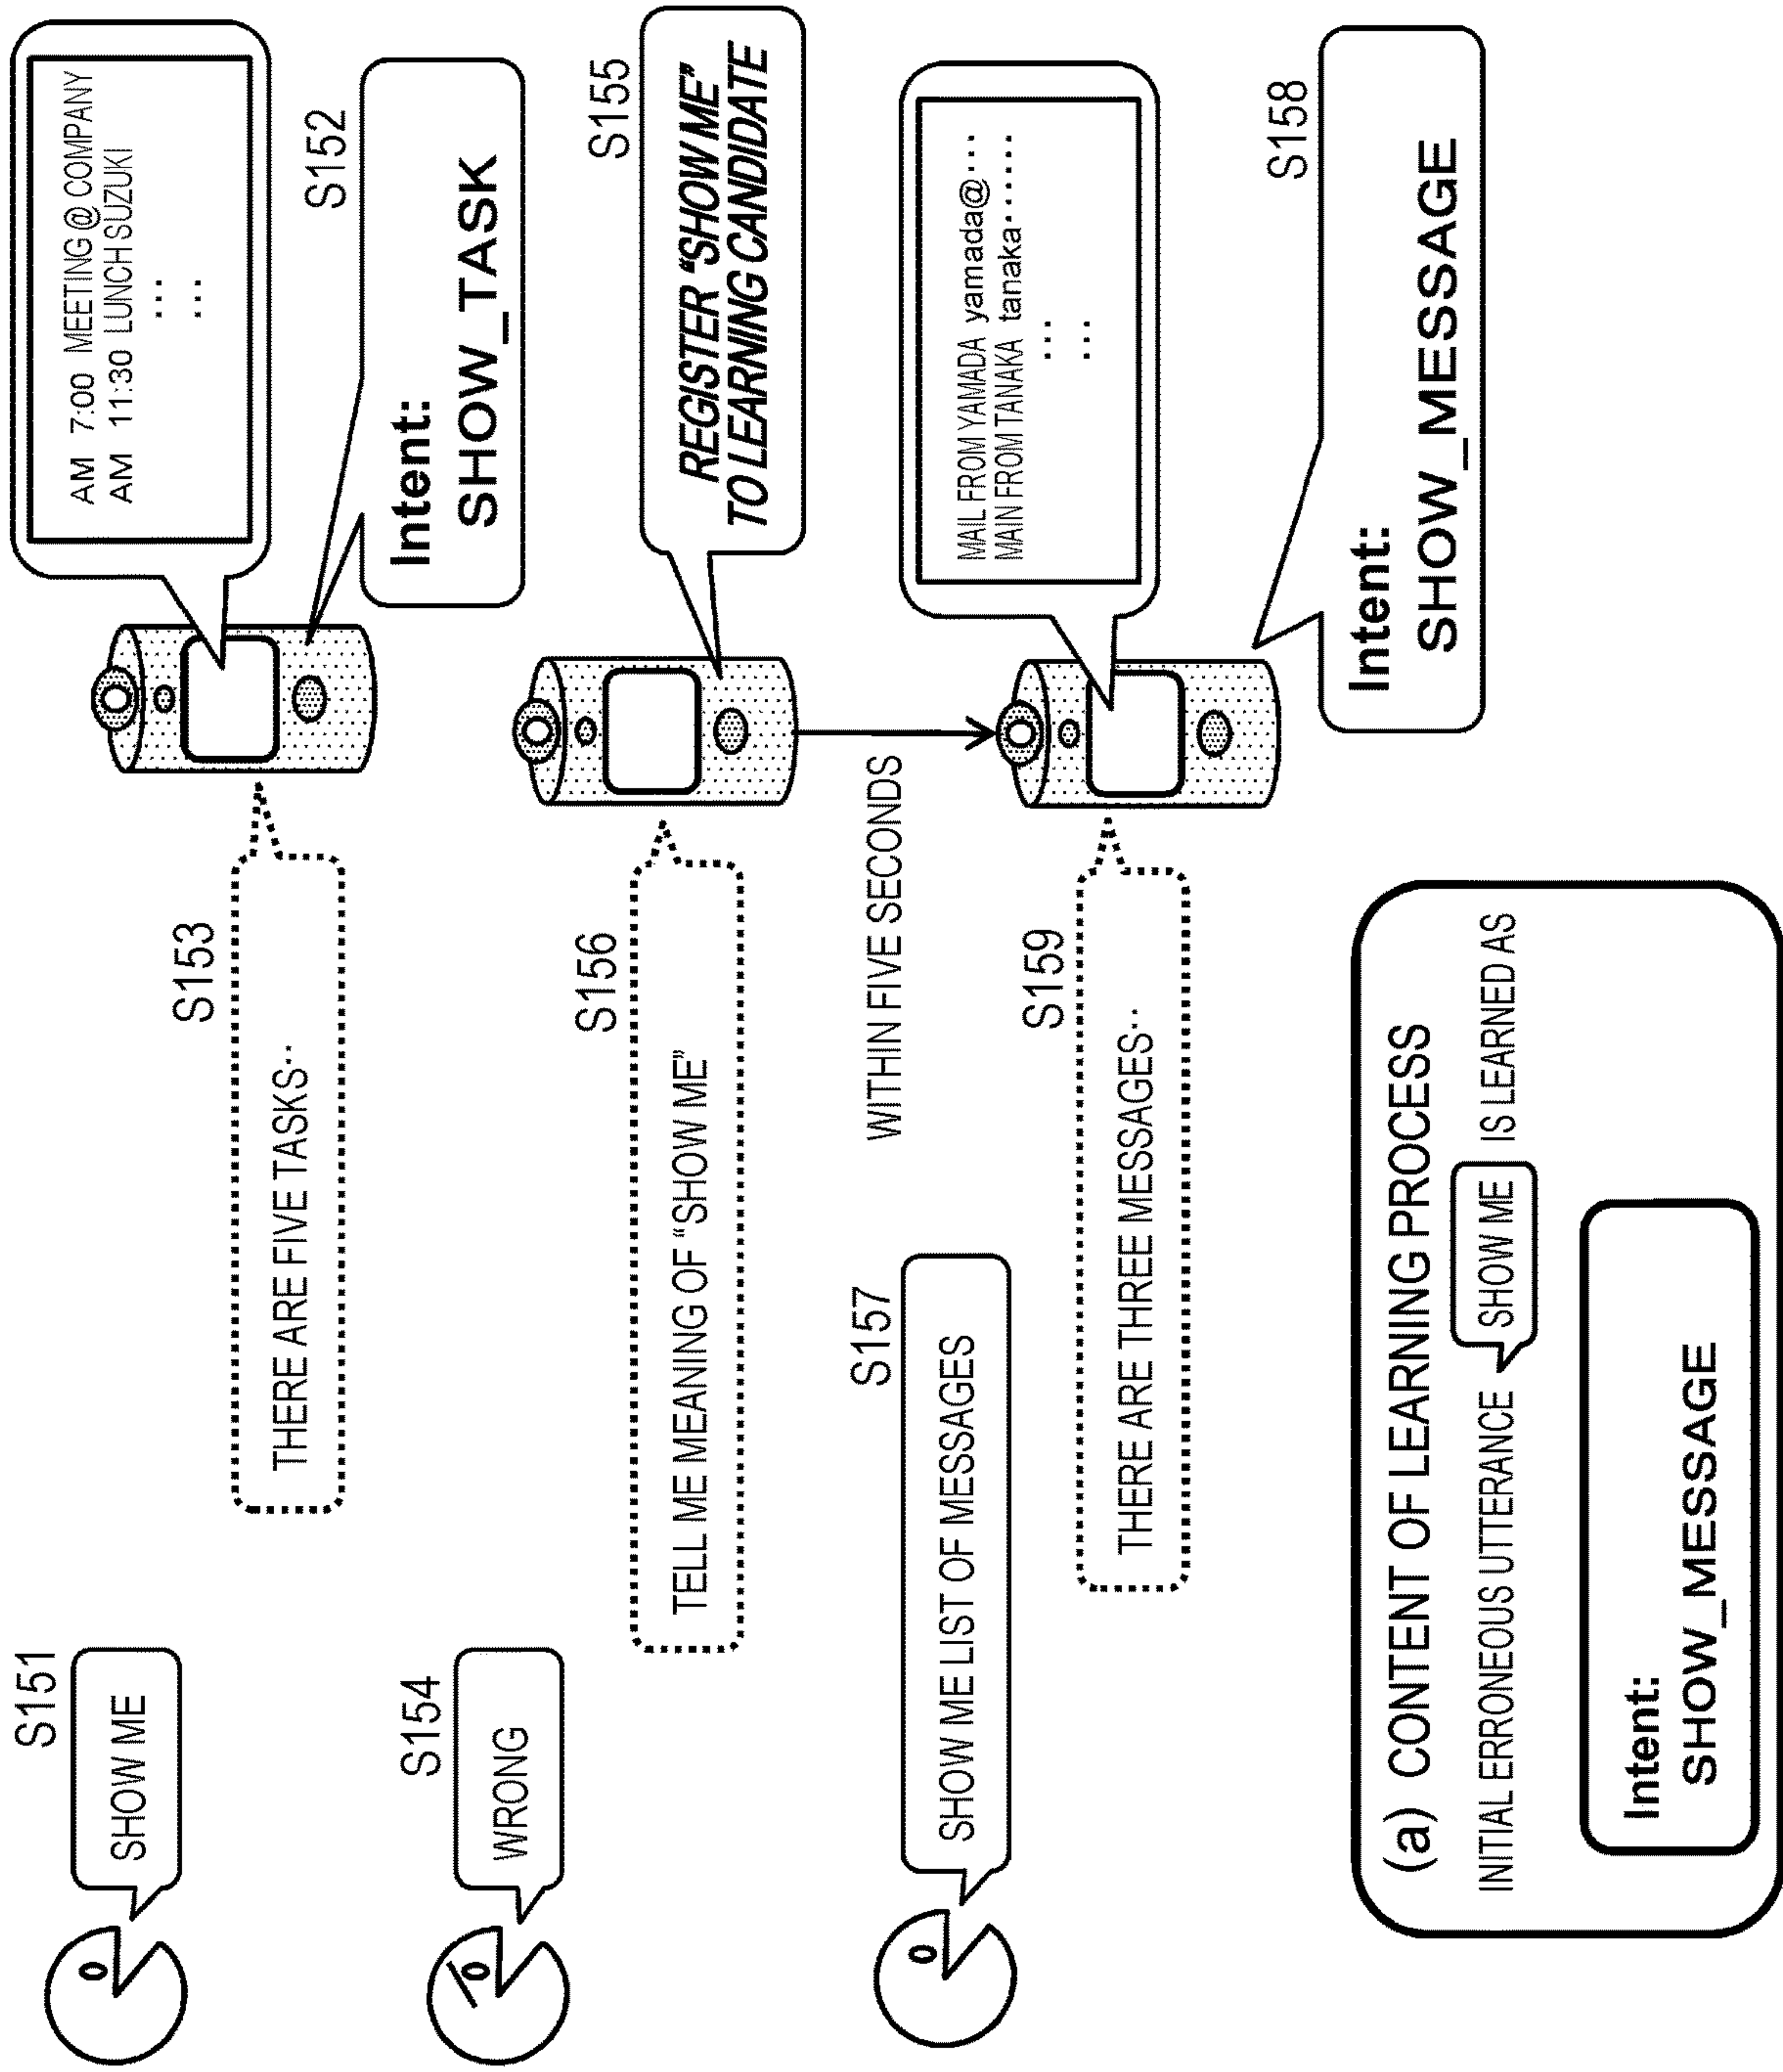 S151
SHOW ME
S153
THERE ARE FIVE TASKS··
AM 7:00 MEETING@COMPANY
AM 11:30 LUNCH SUZUKI
...
...
S152
Intent:
SHOW_TASK
S154
WRONG
S156
TELL ME MEANING OF “SHOW ME”
S155
REGISTER “SHOW ME”
TO LEARNING CANDIDATE
WITHIN FIVE SECONDS
S157
SHOW ME LIST OF MESSAGES
S159
THERE ARE THREE MESSAGES··
MAIL FROM YAMADA yamada@···
MAIN FROM TANAKA tanaka······
...
...
S158
Intent:
SHOW_MESSAGE
(a) CONTENT OF LEARNING PROCESS
INITIAL ERRONEOUS UTTERANCE SHOW ME IS LEARNED AS
Intent:
SHOW_MESSAGE